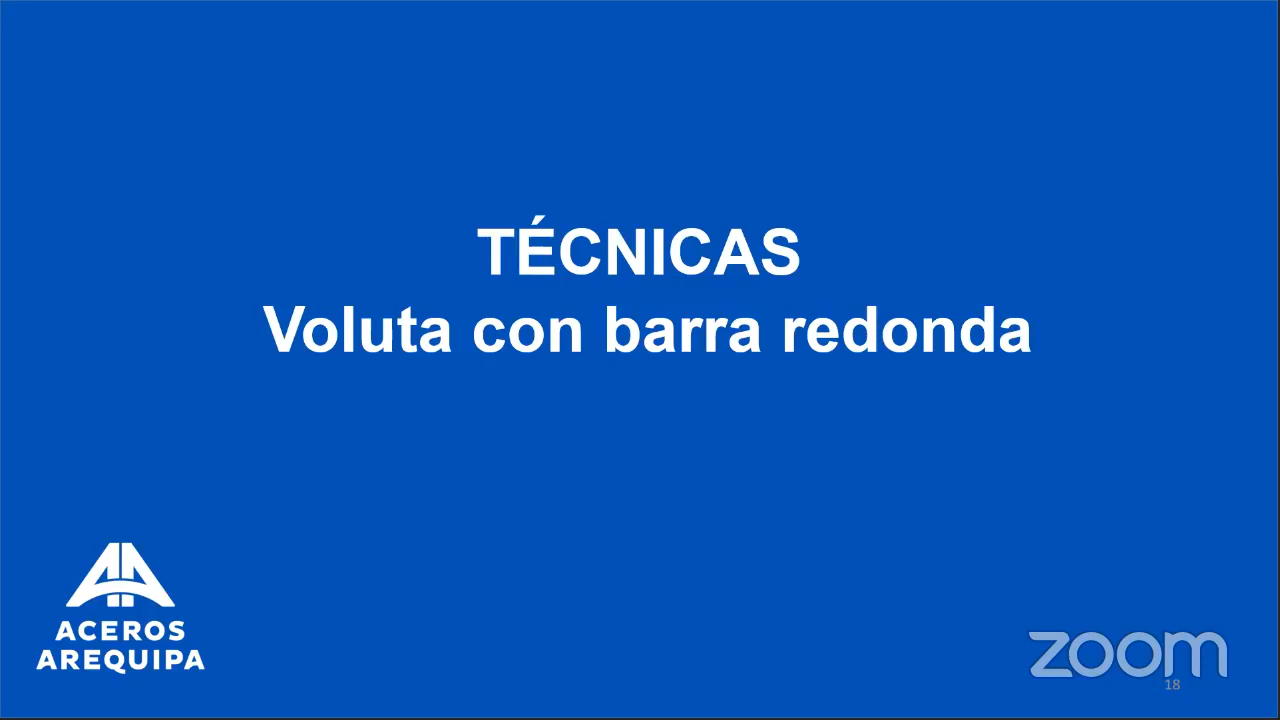 TÉCNICAS
Voluta con barra redonda
ACEROS
AREQUIPA
zoom
18